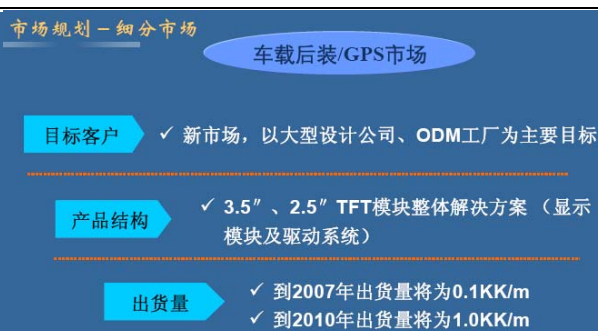 市场规划－细分市场
车载后装/GPS市场
目标客户
✓ 新市场，以大型设计公司、ODM工厂为主要目标
产品结构
✓ 3.5″、2.5″TFT模块整体解决方案 （显示
模块及驱动系统）
出货量
✓ 到2007年出货量将为0.1KK/m
✓ 到2010年出货量将为1.0KK/m